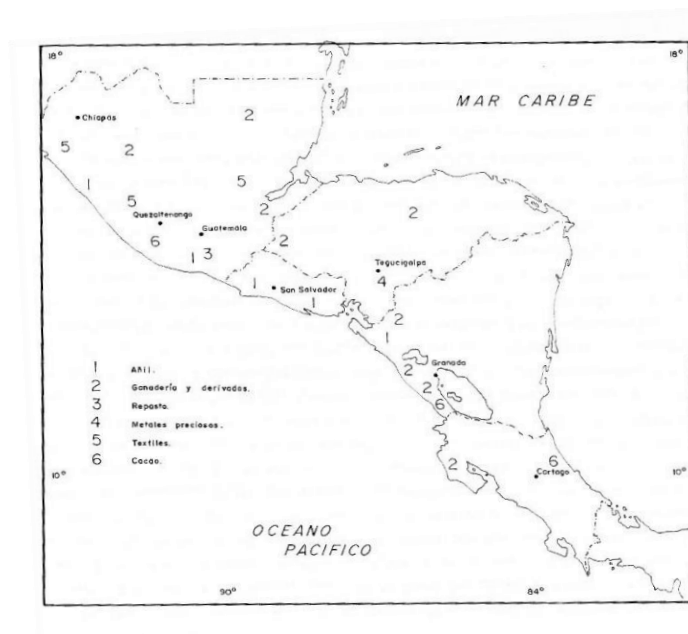 18°
18°
MAR CARIBE
Chiapas
2
5
2
5
1
5
2
2
Quezaltenango
Guatemala
6
3
1
2
Tegucigalpa
4
1
San Salvador
1
2
1
Granada
2
2
6
1 Añil.
2 Ganadería y derivados.
3 Reposto.
4 Metales preciosos.
5 Textiles.
6 Cacao.
2
6
Cartago
10°
10°
OCEANO
PACIFICO
90°
84°